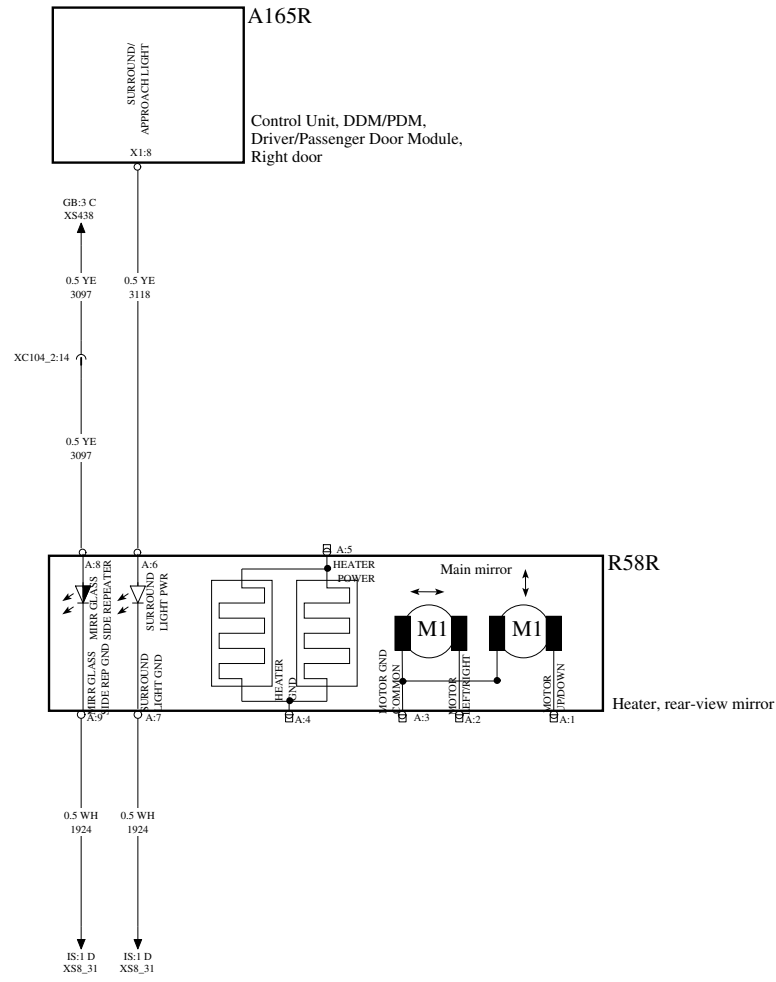 A165R
SURROUND/
APPROACH LIGHT
X1:8
Control Unit, DDM/PDM,
Driver/Passenger Door Module,
Right door
GB:3 C
XS438
0.5 YE
3097
0.5 YE
3118
XC104_2:14
0.5 YE
3097
A:8
A:6
A:5
R58R
MIRR GLASS
SIDE REPEATER
SURROUND
LIGHT PWR
HEATER
POWER
Main mirror
M1
M1
MIRR GLASS
SIDE REP GND
SURROUND
LIGHT GND
HEATER
GND
MOTOR GND
COMMON
MOTOR
LEFT/RIGHT
MOTOR
UP/DOWN
A:9
A:7
A:4
A:3
A:2
A:1
Heater, rear-view mirror
0.5 WH
1924
0.5 WH
1924
IS:1 D
XS8_31
IS:1 D
XS8_31